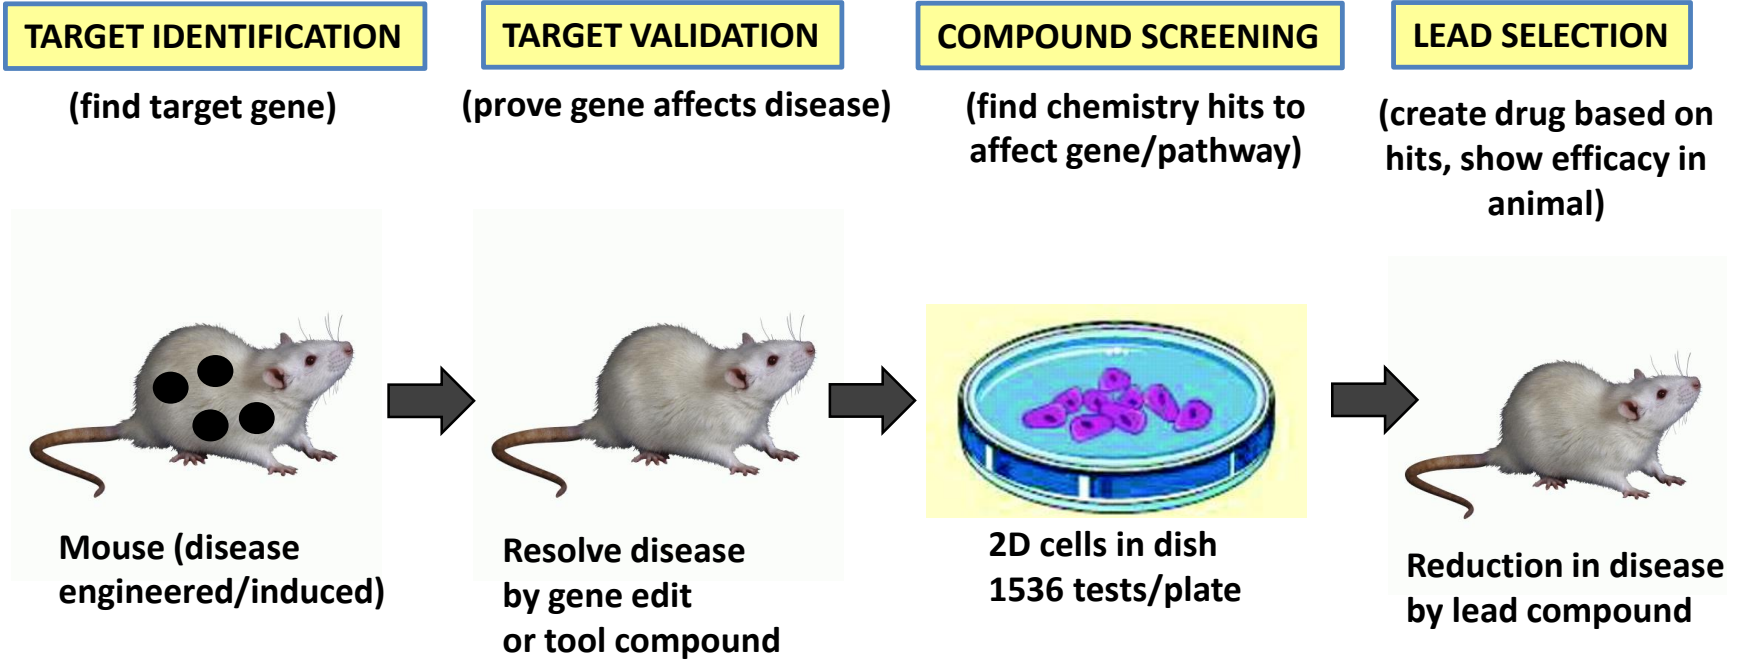 TARGET IDENTIFICATION
(find target gene)
Mouse (disease
engineered/induced)
TARGET VALIDATION
(prove gene affects disease)
Resolve disease
by gene edit
or tool compound
COMPOUND SCREENING
(find chemistry hits to
affect gene/pathway)
2D cells in dish
1536 tests/plate
LEAD SELECTION
(create drug based on
hits, show efficacy in
animal)
Reduction in disease
by lead compound